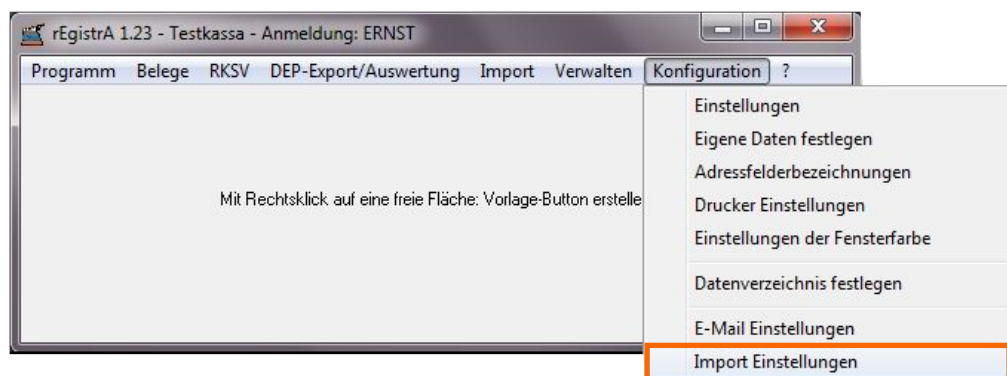 rEgistrA 1.23 - Testkassa - Anmeldung: ERNST
Programm Belege RKSV DEP-Export/Auswertung Import Verwalten Konfiguration ?
Einstellungen
Eigene Daten festlegen
Adressfelderbezeichnungen
Mit Rechtsklick auf eine freie Fläche: Vorlage-Button erstelle
Drucker Einstellungen
Einstellungen der Fensterfarbe
Datenverzeichnis festlegen
E-Mail Einstellungen
Import Einstellungen